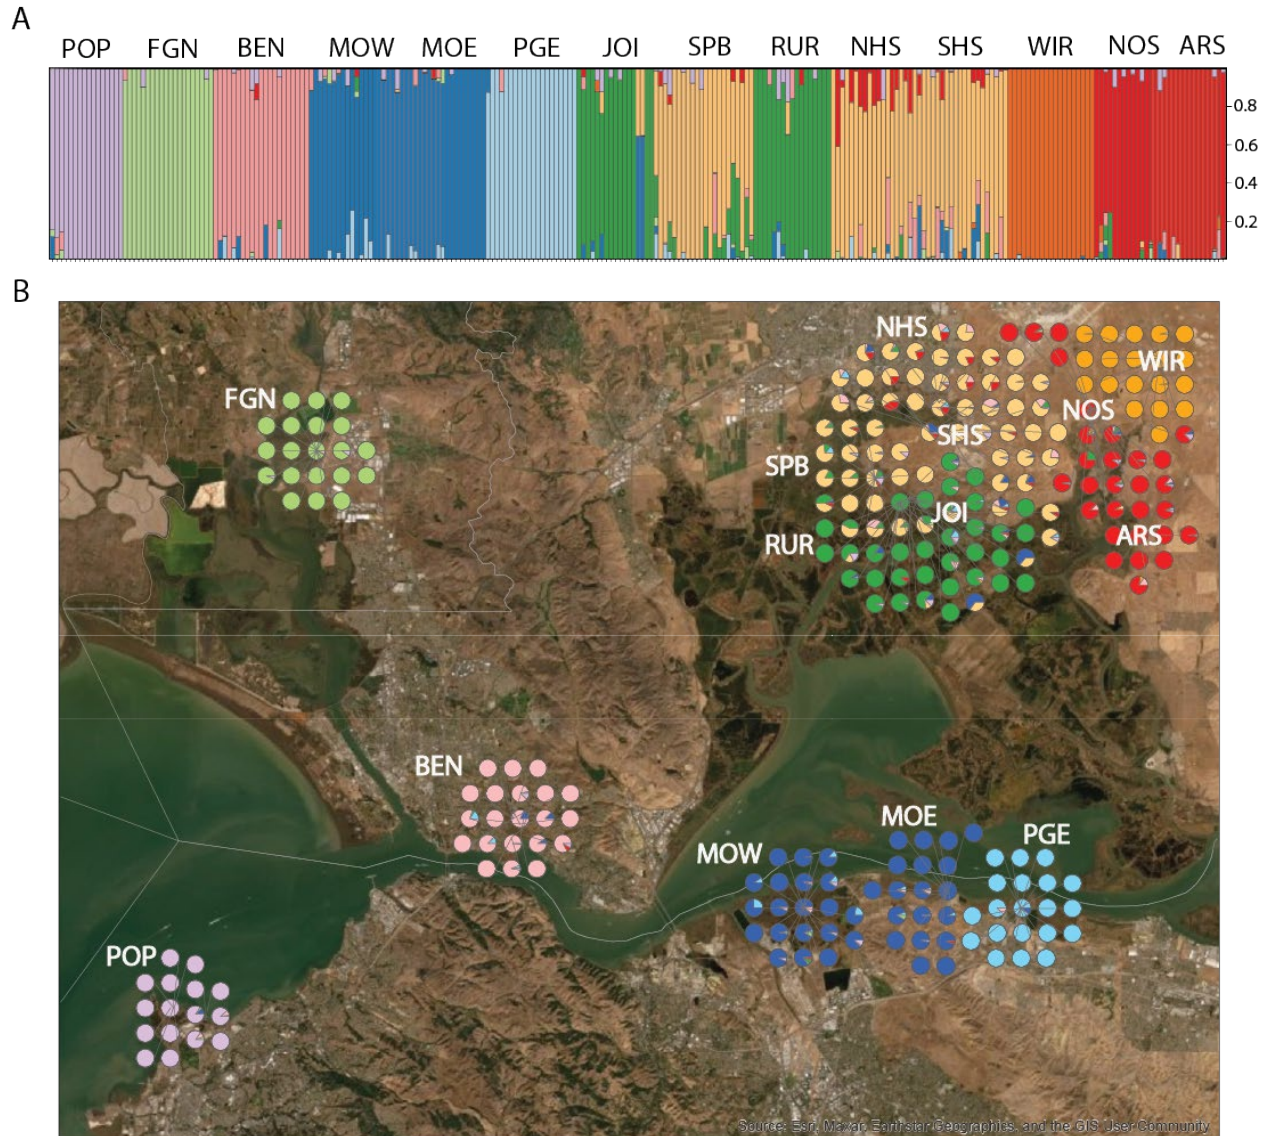 A
POP FGN BEN MOW MOE PGE JOI SPB RUR NHS SHS WIR NOS ARS
0.8
0.6
0.4
0.2
B
NHS
WIR
FGN
NOS
SHS
SPB
JOI
RUR
ARS
BEN
MOE
PGE
MOW
POP
Source: Esri, Maxar, Earthstar Geographics, and the GIS User Community